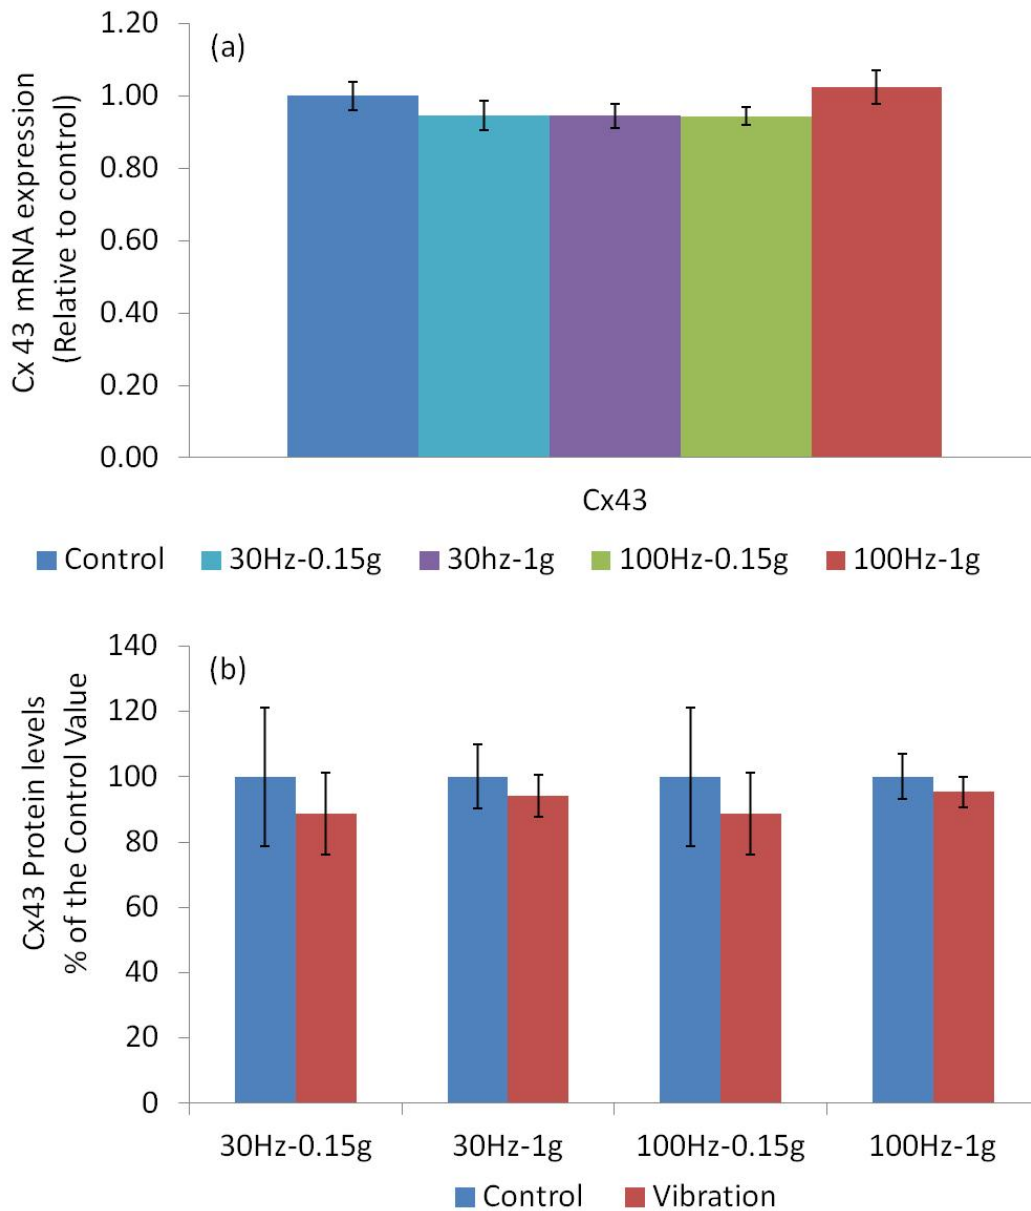 (a)
Cx 43 mRNA expression
(Relative to control)
1.20
1.00
0.80
0.60
0.40
0.20
0.00
Cx43
Control 30Hz-0.15g 30hz-1g 100Hz-0.15g 100Hz-1g
(b)
Cx43 Protein levels
% of the Control Value
140
120
100
80
60
40
20
0
30Hz-0.15g 30Hz-1g 100Hz-0.15g 100Hz-1g
Control Vibration